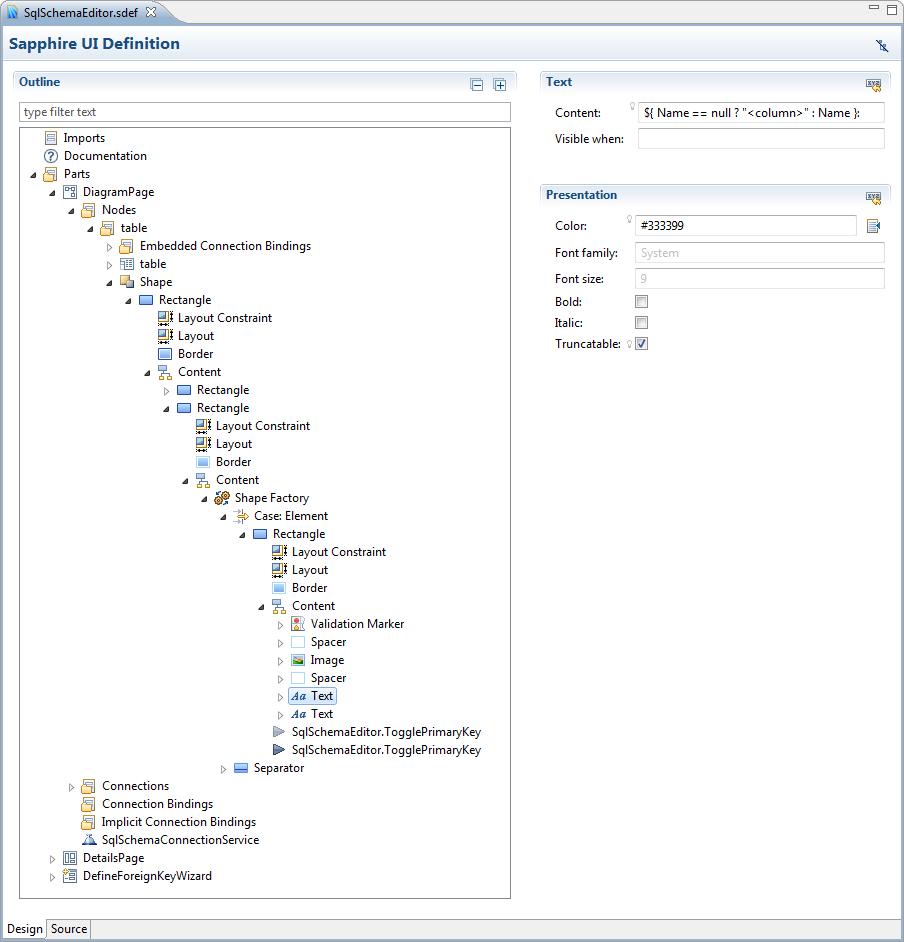 SqlSchemaEditor.sdef
Sapphire UI Definition
Outline
type filter text
Imports
Documentation
Parts
DiagramPage
Nodes
table
Embedded Connection Bindings
table
Shape
Rectangle
Layout Constraint
Layout
Border
Content
Rectangle
Rectangle
Layout Constraint
Layout
Border
Content
Shape Factory
Case: Element
Rectangle
Layout Constraint
Layout
Border
Content
Validation Marker
Spacer
Image
Spacer
Aa Text
Aa Text
SqlSchemaEditor.TogglePrimaryKey
SqlSchemaEditor.TogglePrimaryKey
Separator
Connections
Connection Bindings
Implicit Connection Bindings
SqlSchemaConnectionService
DetailsPage
DefineForeignKeyWizard
Text
Content: ${ Name == null ? "<column>" : Name }:
Visible when:
Presentation
Color: #333399
Font family: System
Font size: 9
Bold:
Italic:
Truncatable:
Design Source